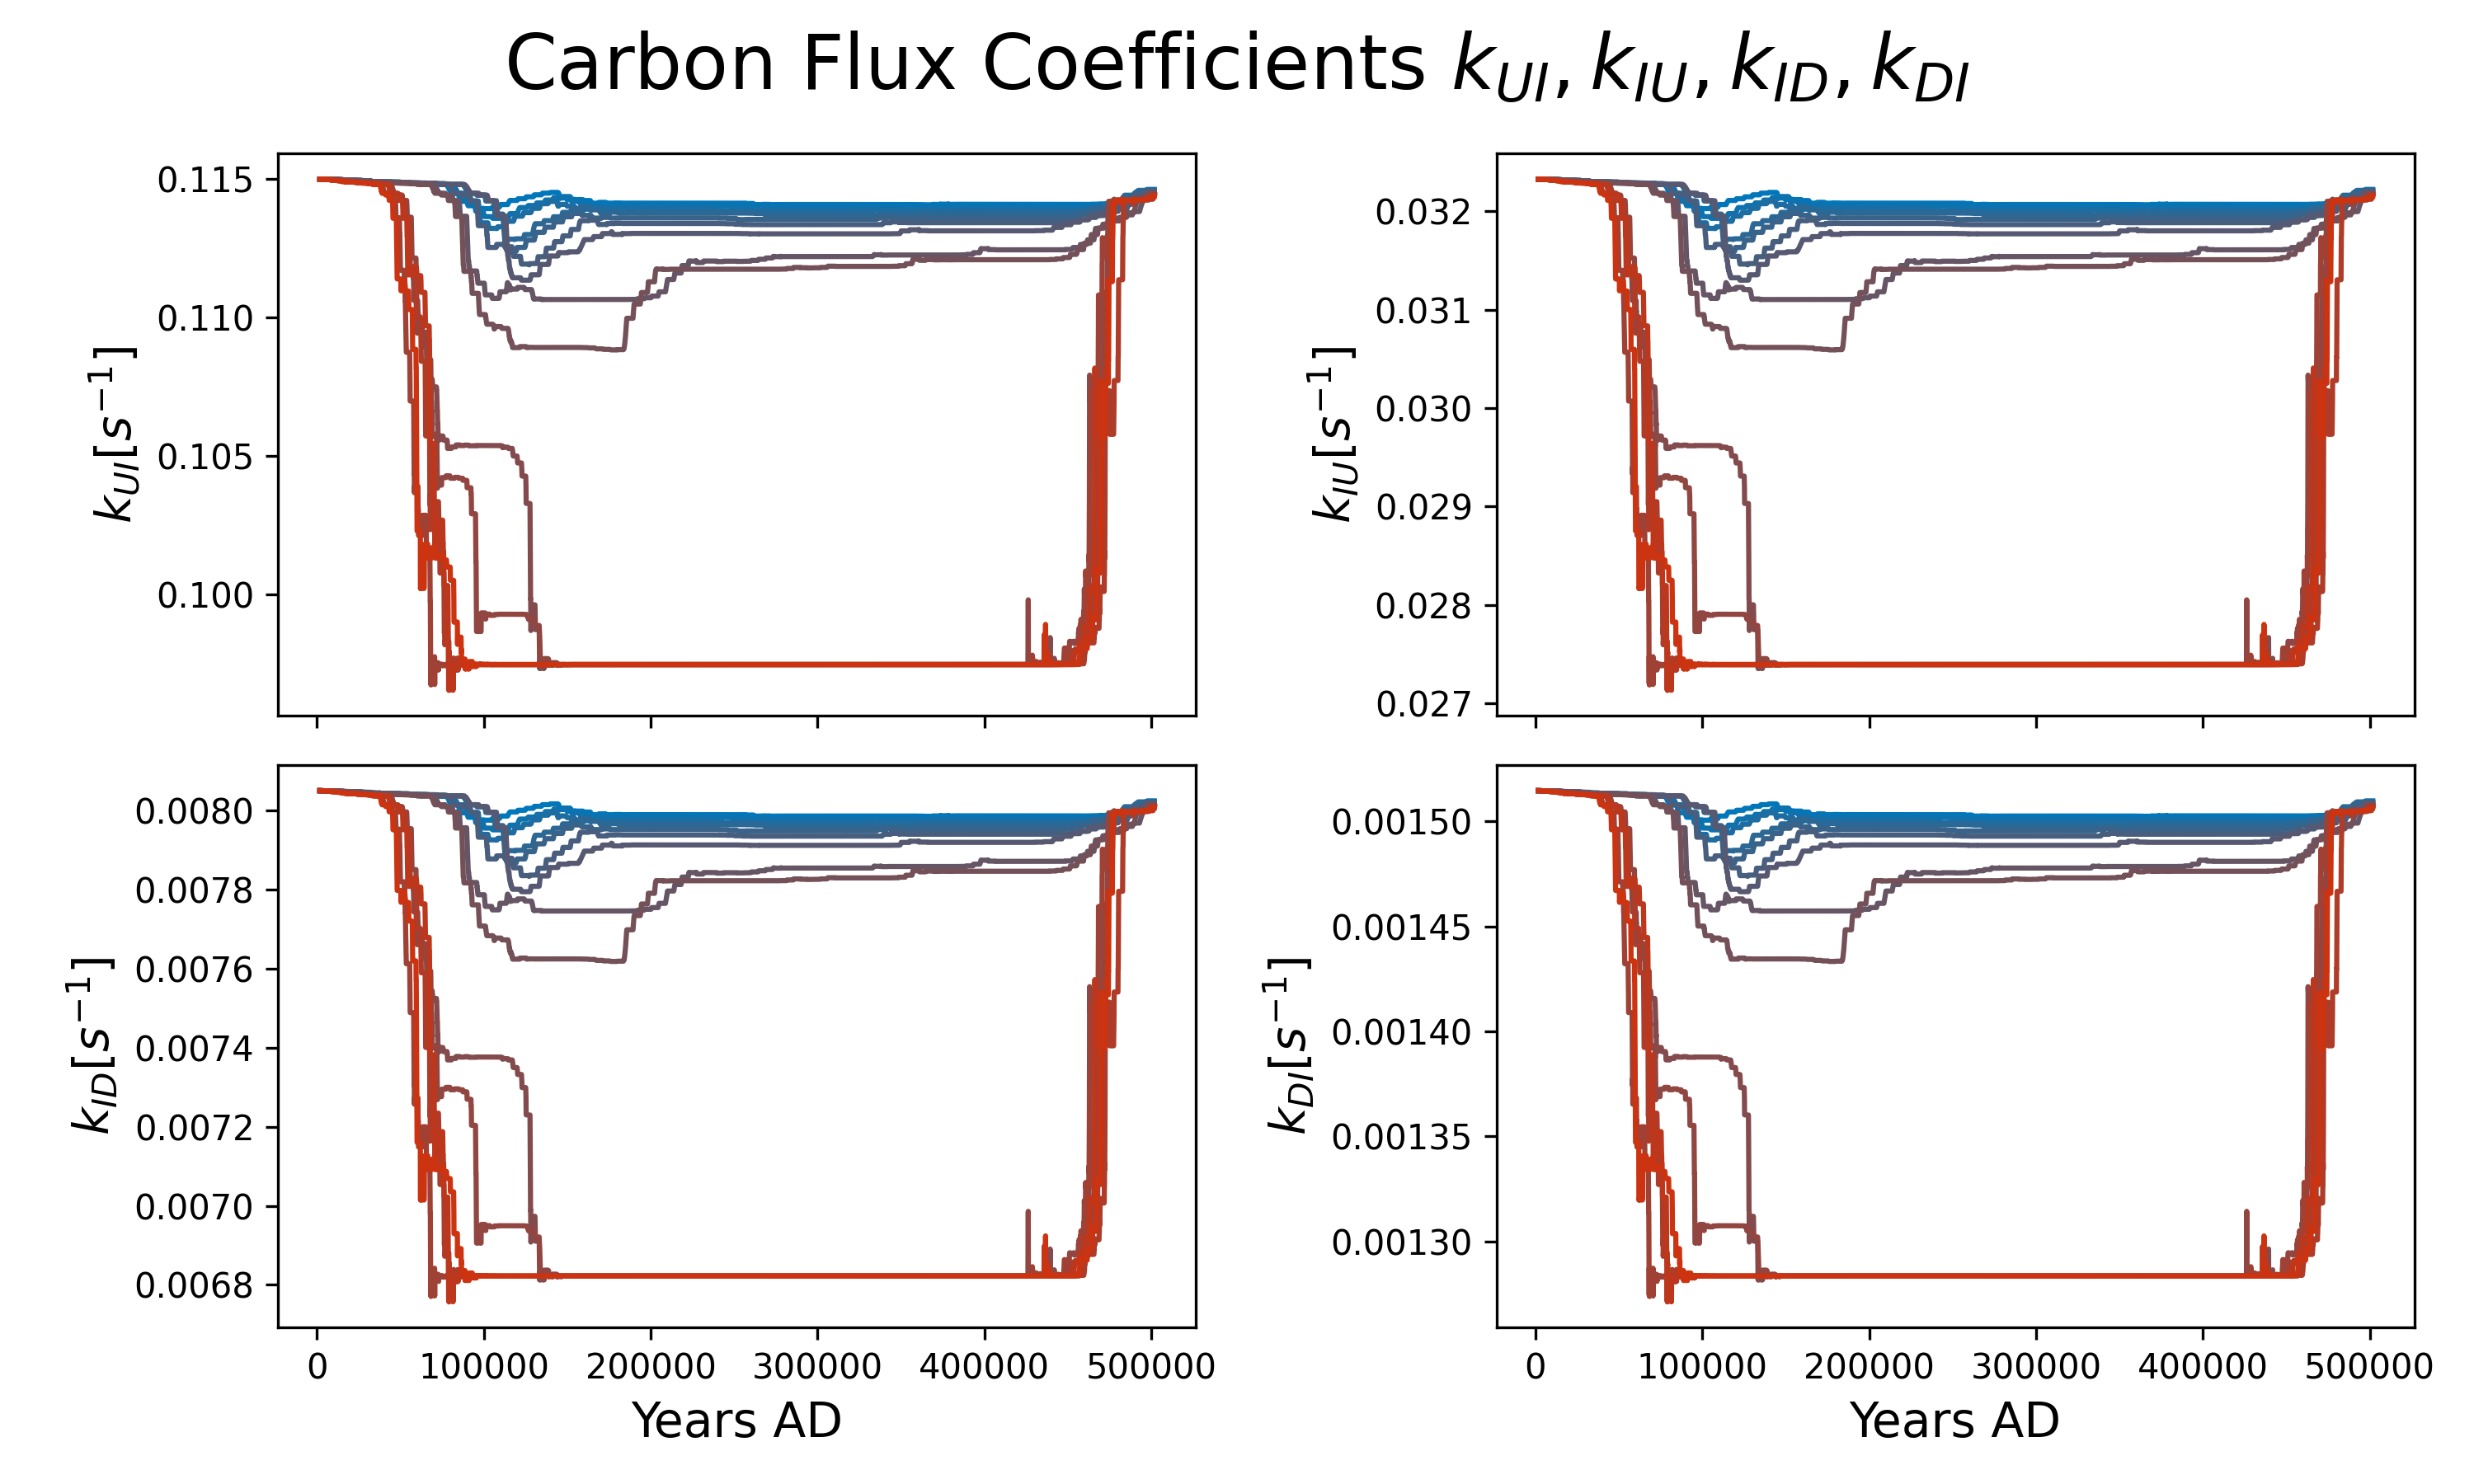 Carbon Flux Coefficients k_{UI}, k_{IU}, k_{ID}, k_{DI}
0.115
0.110
0.105
0.100
k_{UI}[s^{-1}]
0.032
0.031
0.030
0.029
0.028
0.027
k_{IU}[s^{-1}]
0.0080
0.0078
0.0076
0.0074
0.0072
0.0070
0.0068
k_{ID}[s^{-1}]
0 100000 200000 300000 400000 500000
Years AD
0.00150
0.00145
0.00140
0.00135
0.00130
k_{DI}[s^{-1}]
0 100000 200000 300000 400000 500000
Years AD